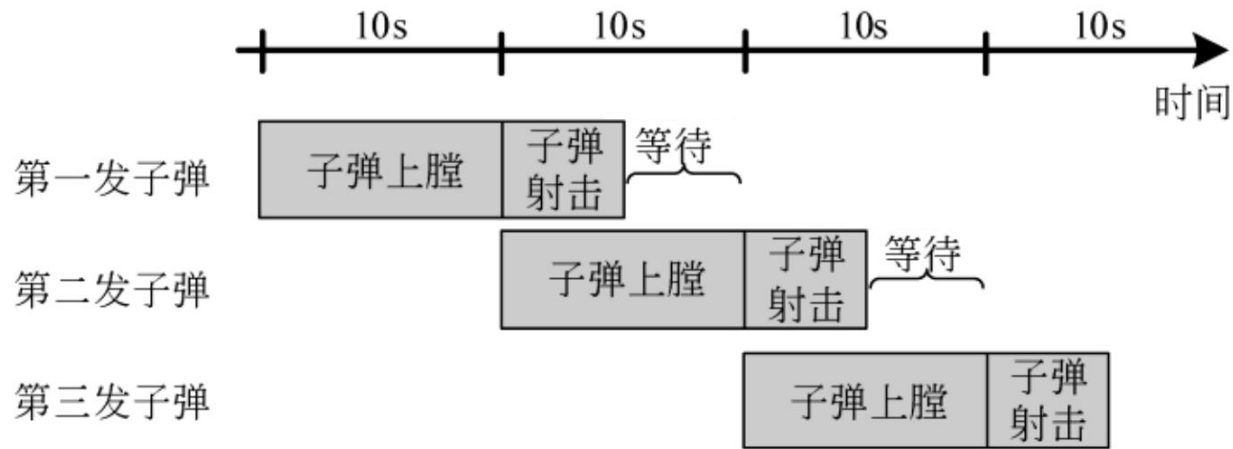 10s 10s 10s 10s
时间
第一发子弹 子弹上膛 子弹 等待
射击
第二发子弹 子弹上膛 子弹 等待
射击
第三发子弹 子弹上膛 子弹
射击